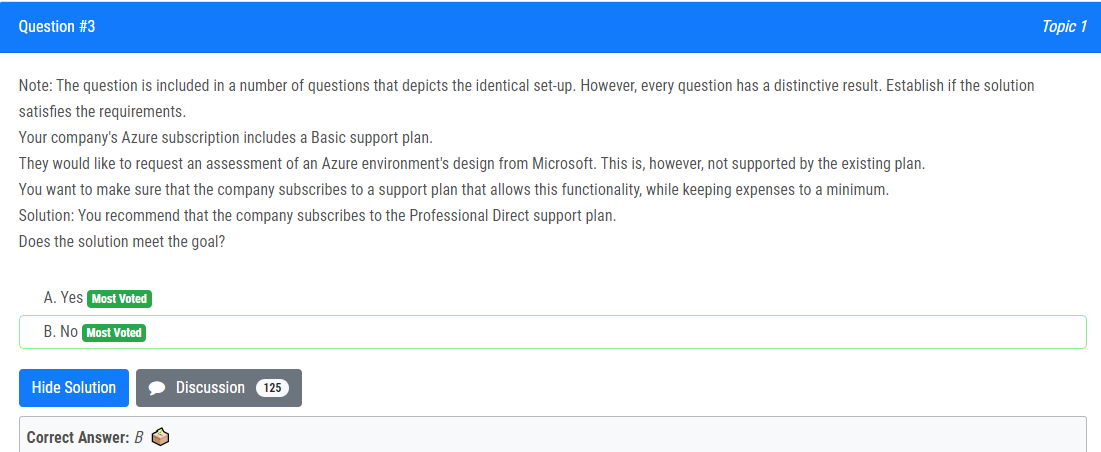 Question #3 Topic 1
Note: The question is included in a number of questions that depicts the identical set-up. However, every question has a distinctive result. Establish if the solution
satisfies the requirements.
Your company's Azure subscription includes a Basic support plan.
They would like to request an assessment of an Azure environment's design from Microsoft. This is, however, not supported by the existing plan.
You want to make sure that the company subscribes to a support plan that allows this functionality, while keeping expenses to a minimum.
Solution: You recommend that the company subscribes to the Professional Direct support plan.
Does the solution meet the goal?
A. Yes Most Voted
B. No Most Voted
Hide Solution Discussion 125
Correct Answer: B